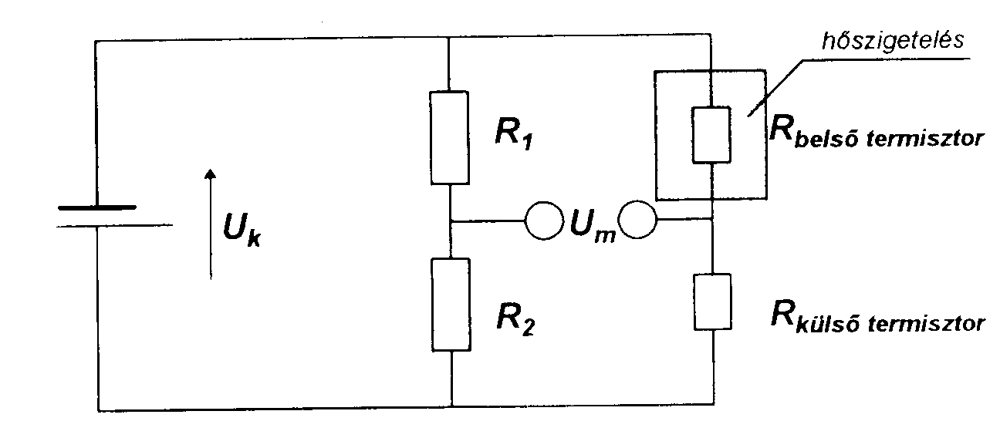 hőszigetelés
R1
Rbelső termisztor
Uk
Um
R2
Rkülső termisztor